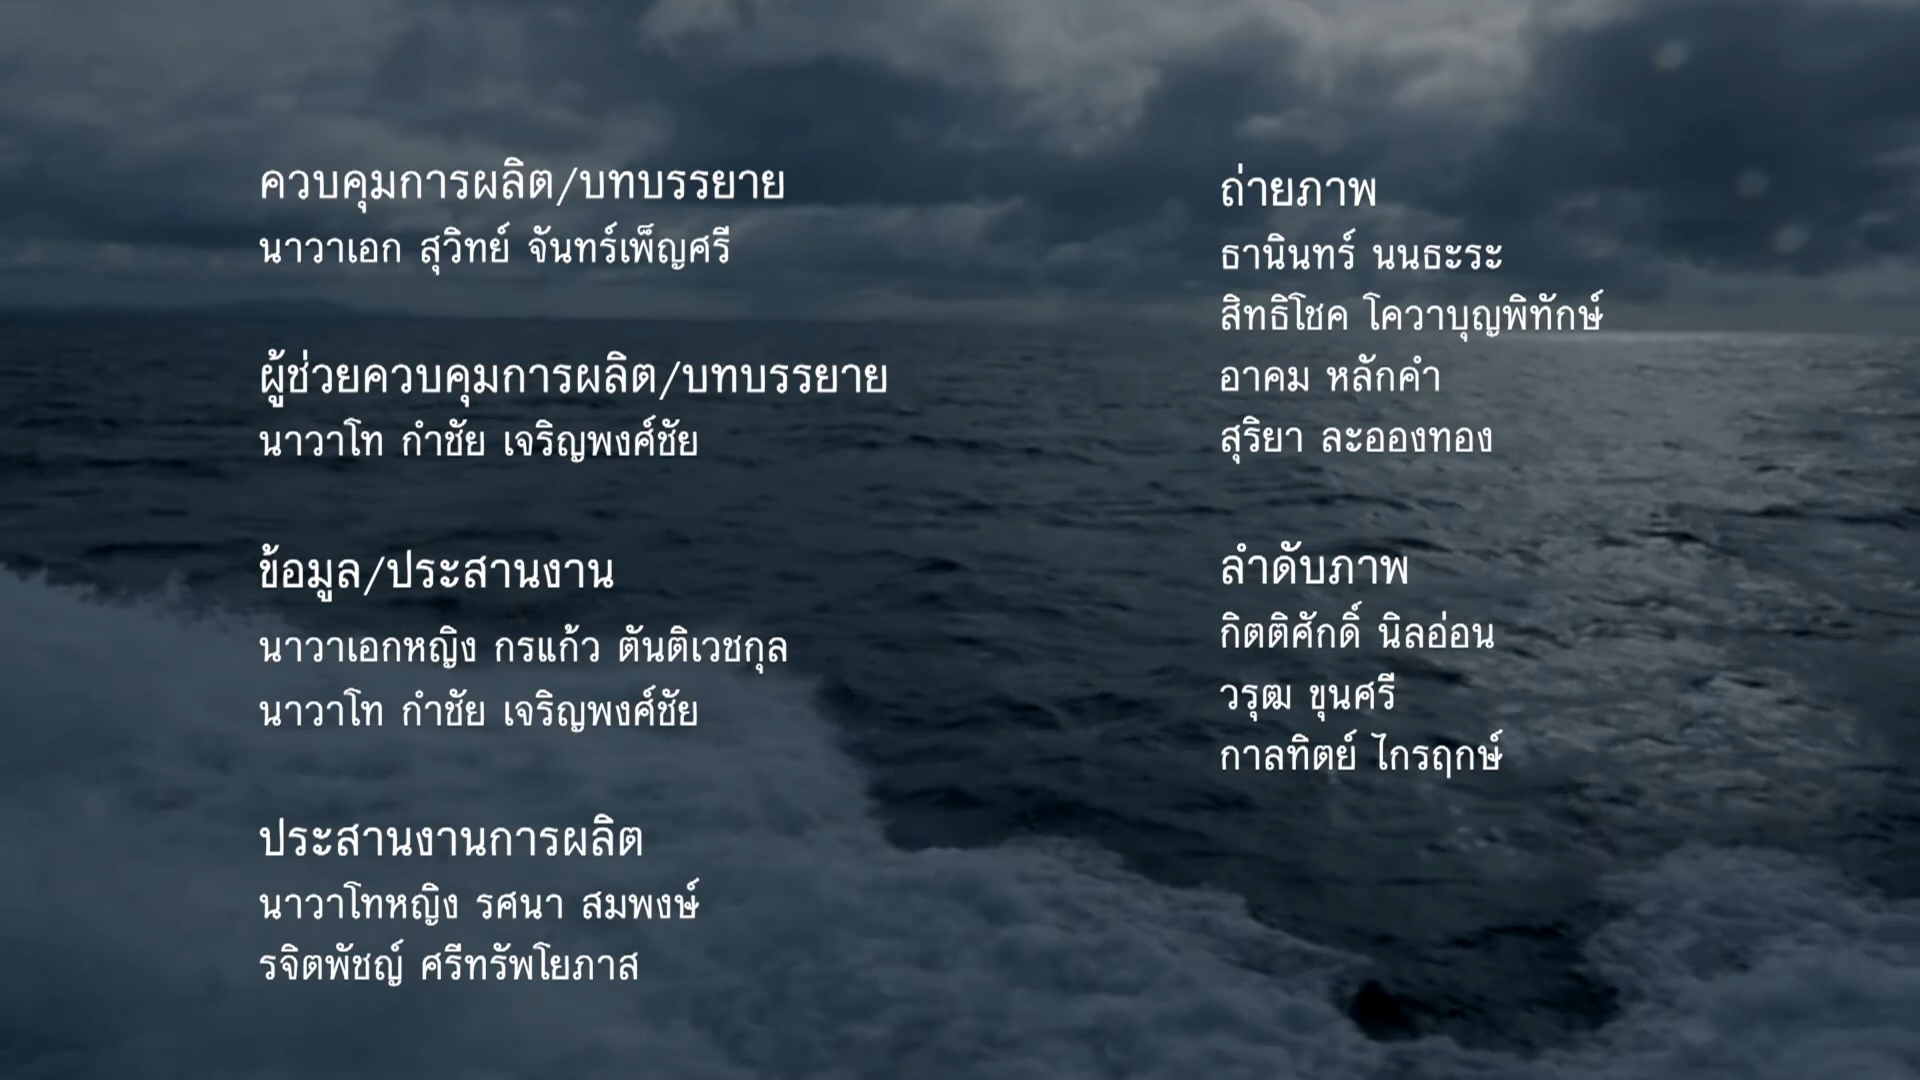 ควบคุมการผลิต/บทบรรยาย
นาวาเอก สุวิทย์ จันทร์เพ็ญศรี
ผู้ช่วยควบคุมการผลิต/บทบรรยาย
นาวาโท กำชัย เจริญพงศ์ชัย
ข้อมูล/ประสานงาน
นาวาเอกหญิง กรแก้ว ตันติเวชกุล
นาวาโท กำชัย เจริญพงศ์ชัย
ประสานงานการผลิต
นาวาโทหญิง รศนา สมพงษ์
รจิตพัชญ์ ศรีทรัพโยภาส
ถ่ายภาพ
ธานินทร์ นนธะระ
สิทธิโชค โควาบุญพิทักษ์
อาคม หลักคำ
สุริยา ละอองทอง
ลำดับภาพ
กิตติศักดิ์ นิลอ่อน
วรุฒ ขุนศรี
กาลทิตย์ ไกรฤกษ์